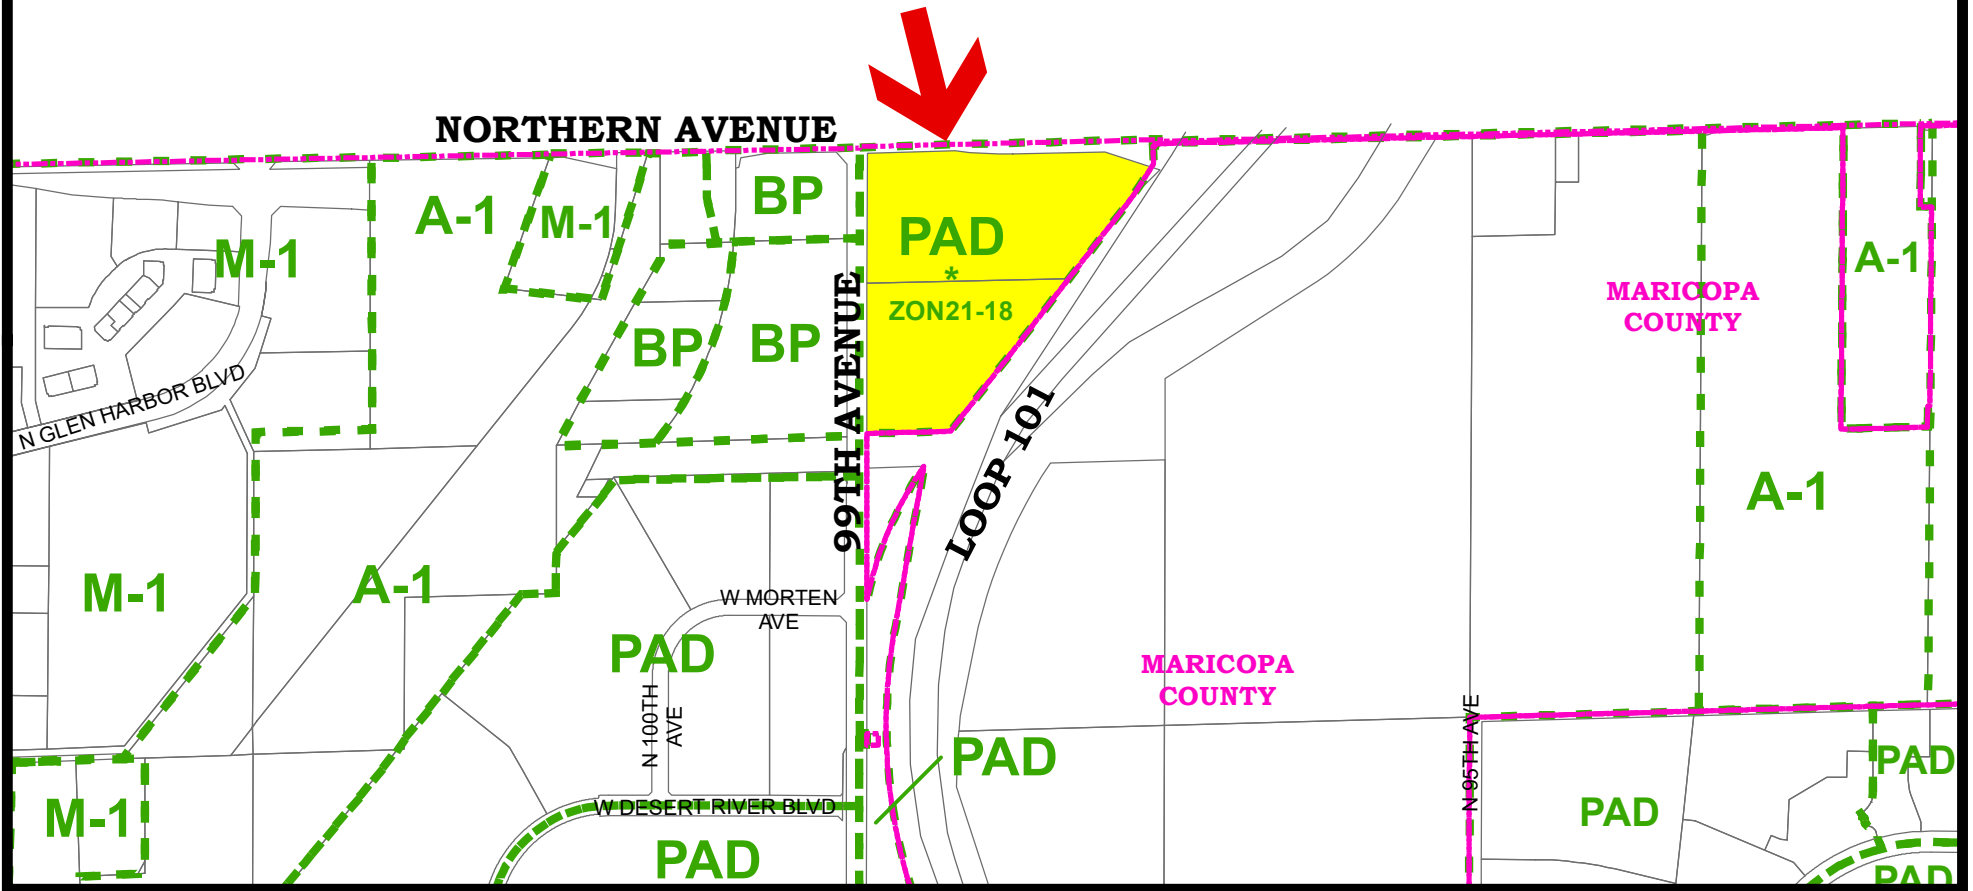 NORTHERN AVENUE
BP
A-1
M-1
PAD
*
M-1
A-1
MARICOPA
COUNTY
ZON21-18
BP
BP
99TH AVENUE
N GLEN HARBOR BLVD
LOOP 101
A-1
M-1
A-1
W MORTEN
AVE
PAD
MARICOPA
COUNTY
N 100TH
AVE
N 95TH AVE
PAD
PAD
M-1
W DESERT RIVER BLVD
PAD
PAD
PAD